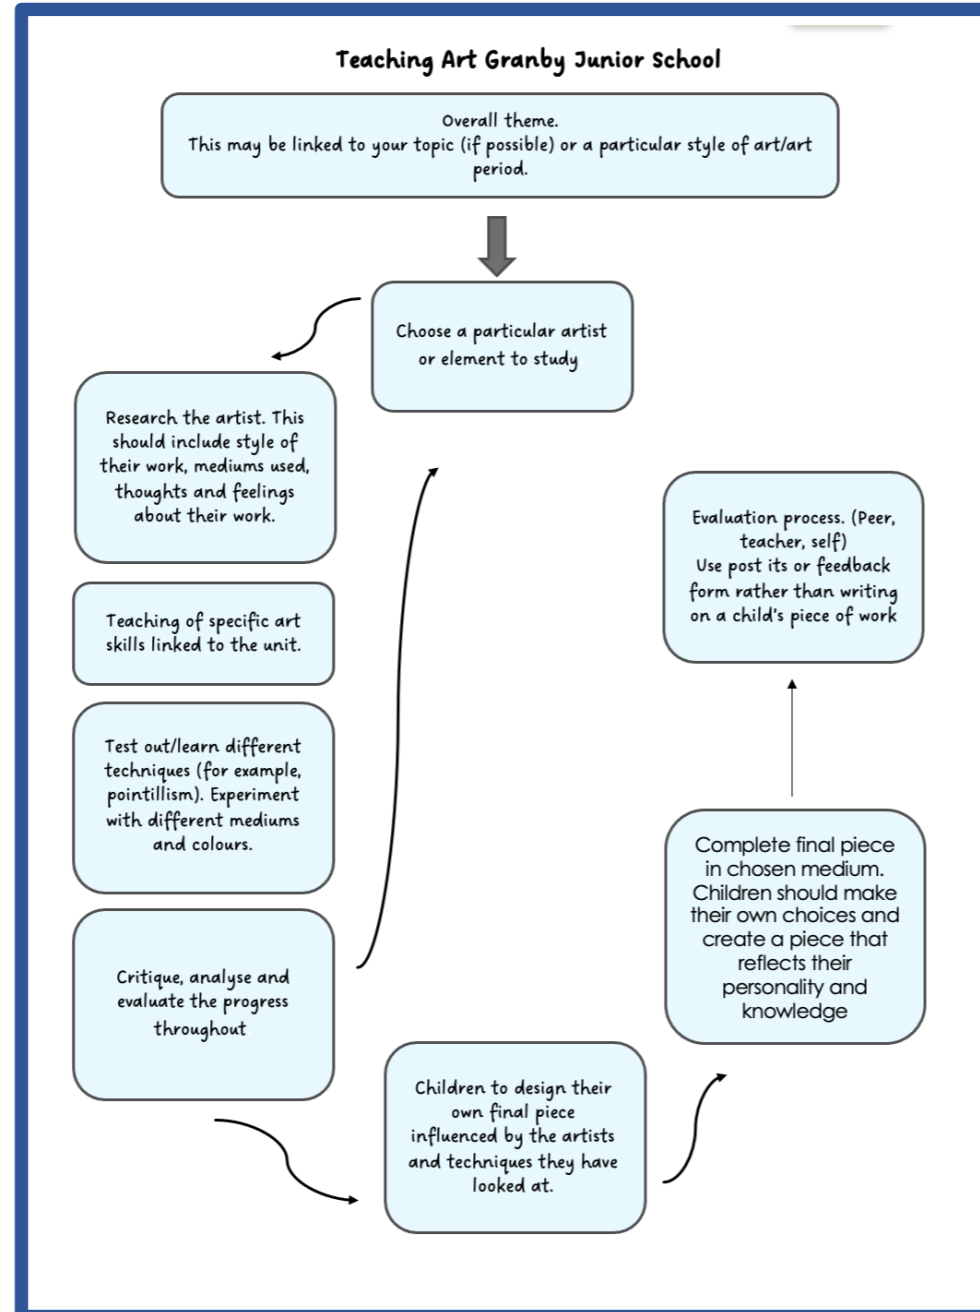 Teaching Art Granby Junior School
Overall theme.
This may be linked to your topic (if possible) or a particular style of art/art
period.
Choose a particular artist
or element to study
Research the artist. This
should include style of
their work, mediums used,
thoughts and feelings
about their work.
Teaching of specific art
skills linked to the unit.
Test out/learn different
techniques (for example,
pointillism). Experiment
with different mediums
and colours.
Critique, analyse and
evaluate the progress
throughout
Children to design their
own final piece
influenced by the artists
and techniques they have
looked at.
Complete final piece
in chosen medium.
Children should make
their own choices and
create a piece that
reflects their
personality and
knowledge
Evaluation process. (Peer,
teacher, self)
Use post its or feedback
form rather than writing
on a child's piece of work